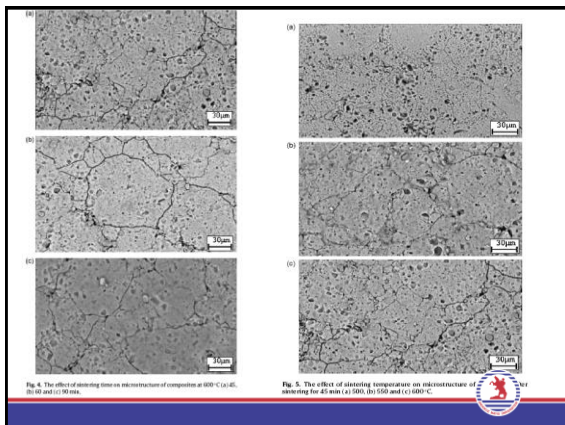 (a)
30μm
(b)
30μm
(c)
30μm
Fig. 4. The effect of sintering time on microstructure of composites at 600°C (a) 45,
(b) 60 and (c) 90 min.
(a)
30μm
(b)
30μm
(c)
30μm
Fig. 5. The effect of sintering temperature on microstructure of
sintering for 45 min (a) 500, (b) 550 and (c) 600°C.